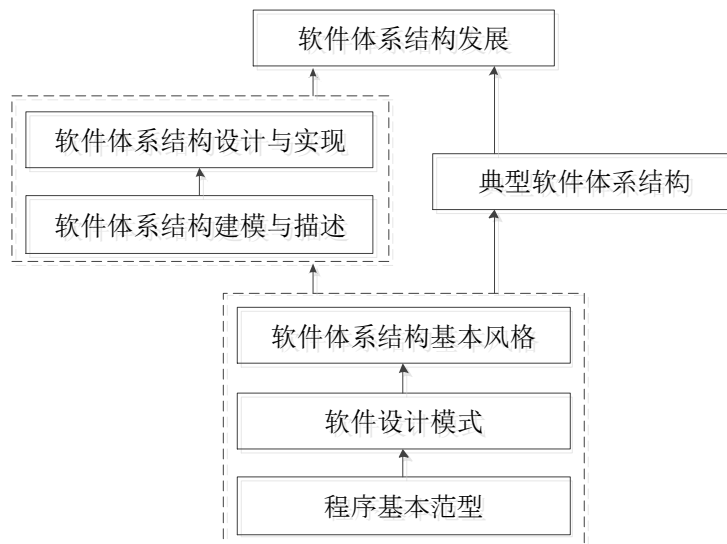 软件体系结构发展
软件体系结构设计与实现
典型软件体系结构
软件体系结构建模与描述
软件体系结构基本风格
软件设计模式
程序基本范型